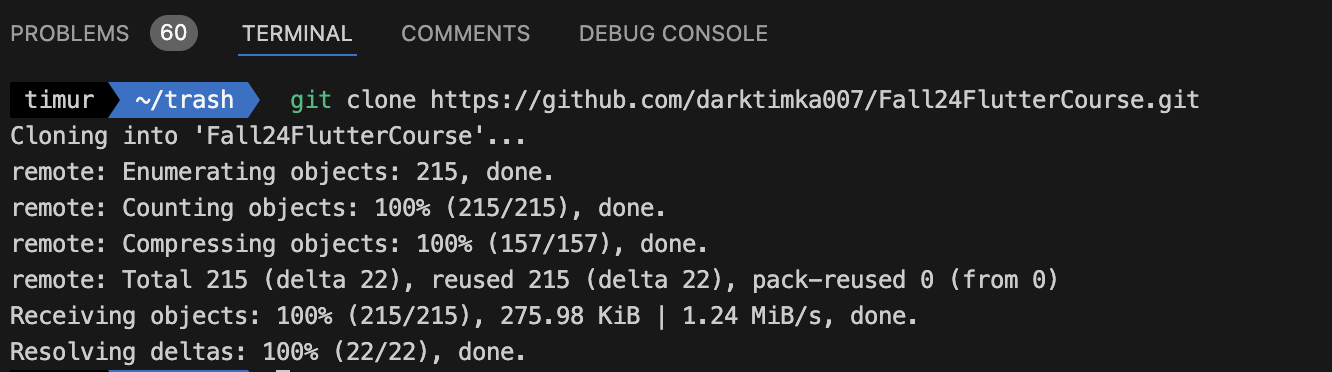 PROBLEMS 60 TERMINAL COMMENTS DEBUG CONSOLE
timur ~/trash git clone https://github.com/darktimka007/Fall24FlutterCourse.git
Cloning into 'Fall24FlutterCourse'...
remote: Enumerating objects: 215, done.
remote: Counting objects: 100% (215/215), done.
remote: Compressing objects: 100% (157/157), done.
remote: Total 215 (delta 22), reused 215 (delta 22), pack-reused 0 (from 0)
Receiving objects: 100% (215/215), 275.98 KiB | 1.24 MiB/s, done.
Resolving deltas: 100% (22/22), done.